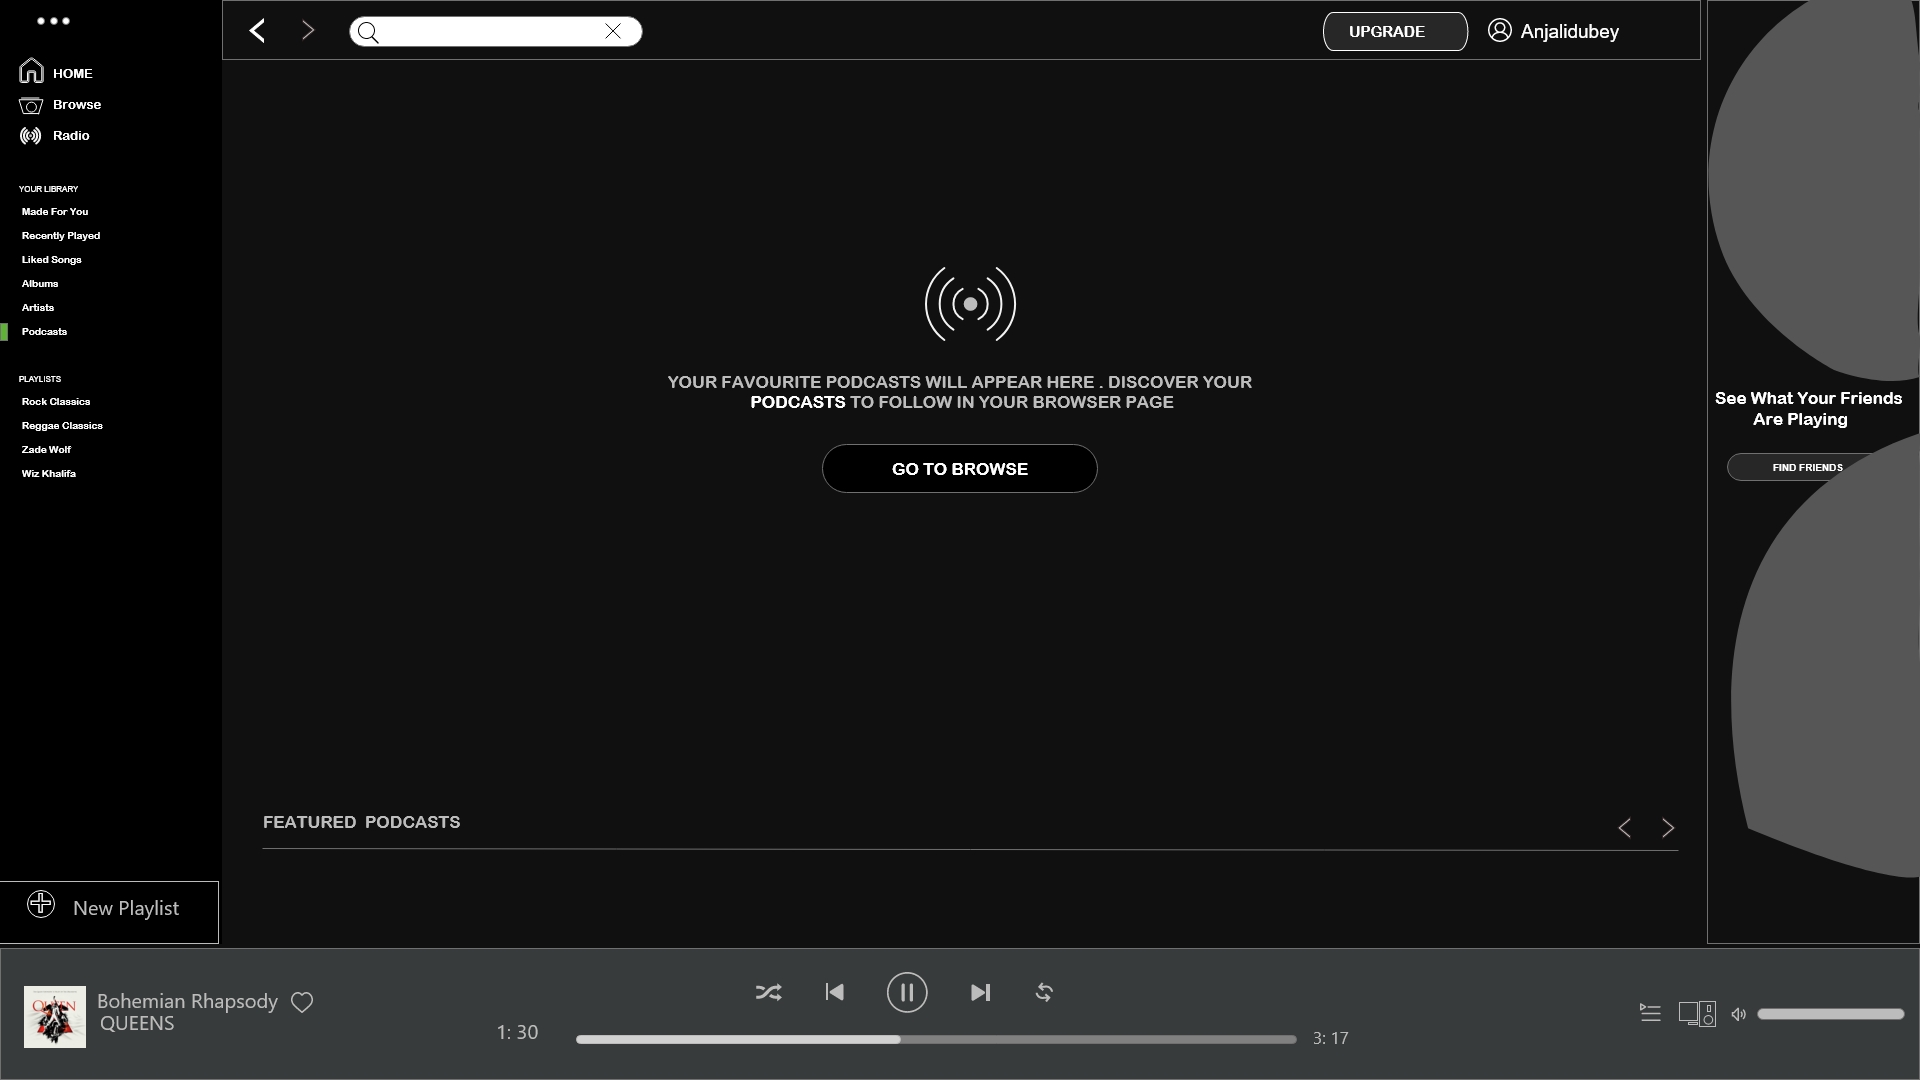 HOME
Browse
Radio
YOUR LIBRARY
Made For You
Recently Played
Liked Songs
Albums
Artists
Podcasts
PLAYLISTS
Rock Classics
Reggae Classics
Zade Wolf
Wiz Khalifa
New Playlist
UPGRADE
Anjalidubey
YOUR FAVOURITE PODCASTS WILL APPEAR HERE . DISCOVER YOUR
PODCASTS TO FOLLOW IN YOUR BROWSER PAGE
GO TO BROWSE
FEATURED PODCASTS
See What Your Friends
Are Playing
FIND FRIENDS
QUEEN
Bohemian Rhapsody
QUEENS
1: 30
3: 17